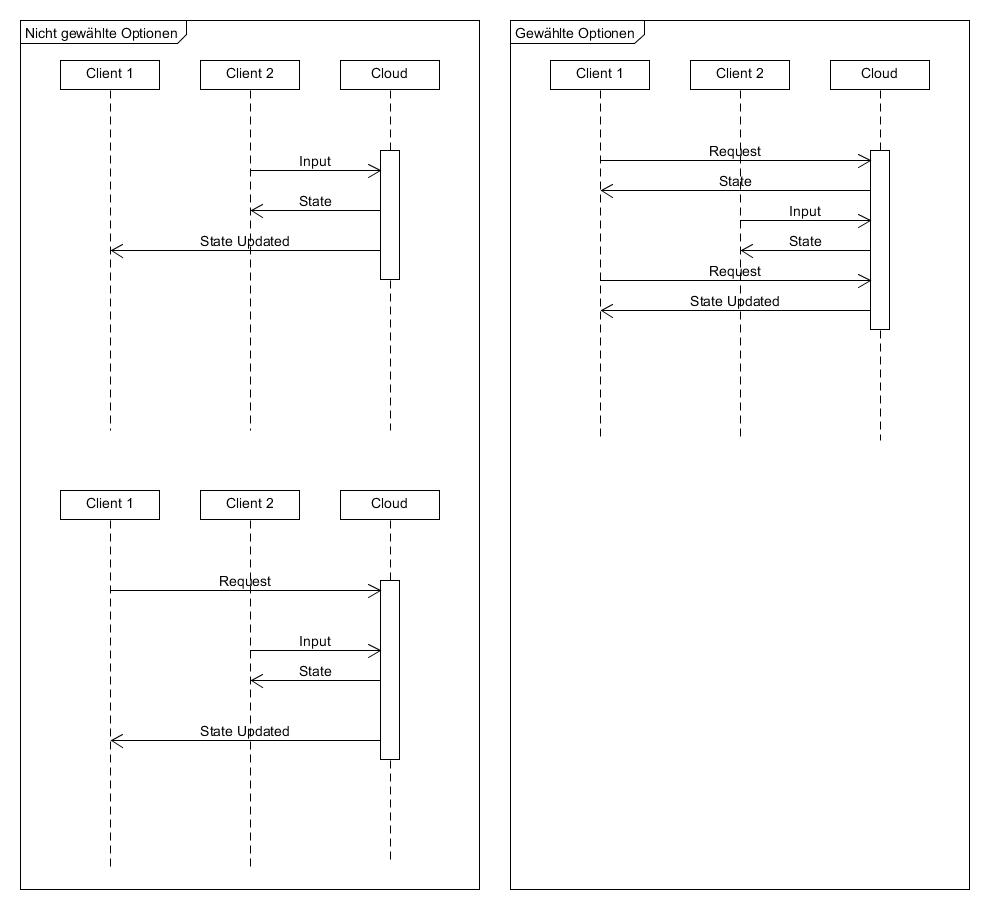 Nicht gewählte Optionen
Client 1
Client 2
Cloud
Input
State
State Updated
Client 1
Client 2
Cloud
Request
Input
State
State Updated
Gewählte Optionen
Client 1
Client 2
Cloud
Request
State
Input
State
Request
State Updated